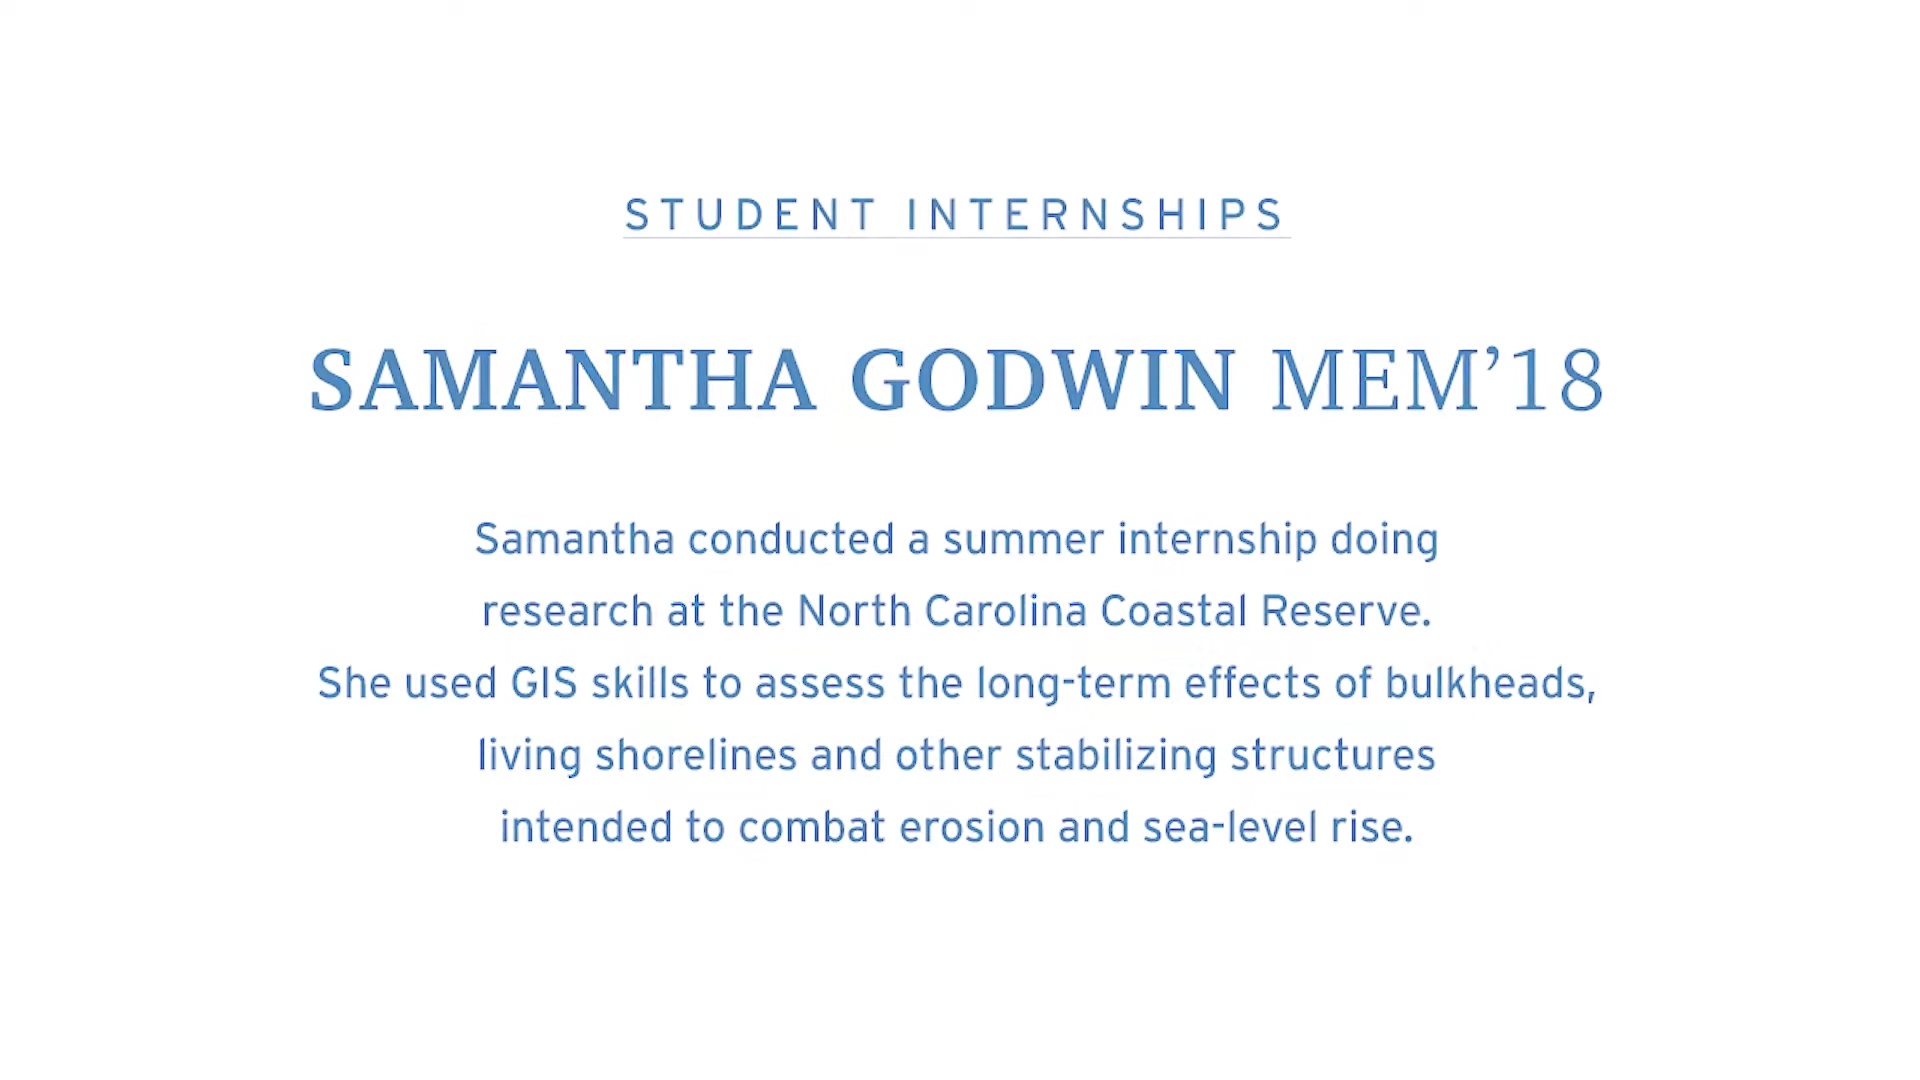 STUDENT INTERNSHIPS
SAMANTHA GODWIN MEM’18
Samantha conducted a summer internship doing
research at the North Carolina Coastal Reserve.
She used GIS skills to assess the long-term effects of bulkheads,
living shorelines and other stabilizing structures
intended to combat erosion and sea-level rise.